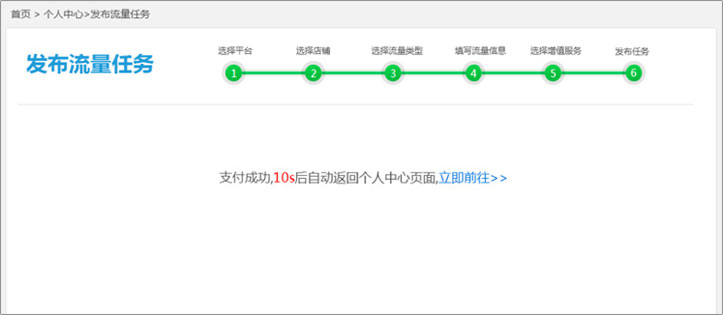 首页 > 个人中心>发布流量任务
发布流量任务
选择平台 选择店铺 选择流量类型 填写流量信息 选择增值服务 发布任务
1 2 3 4 5 6
支付成功,10s后自动返回个人中心页面,立即前往>>